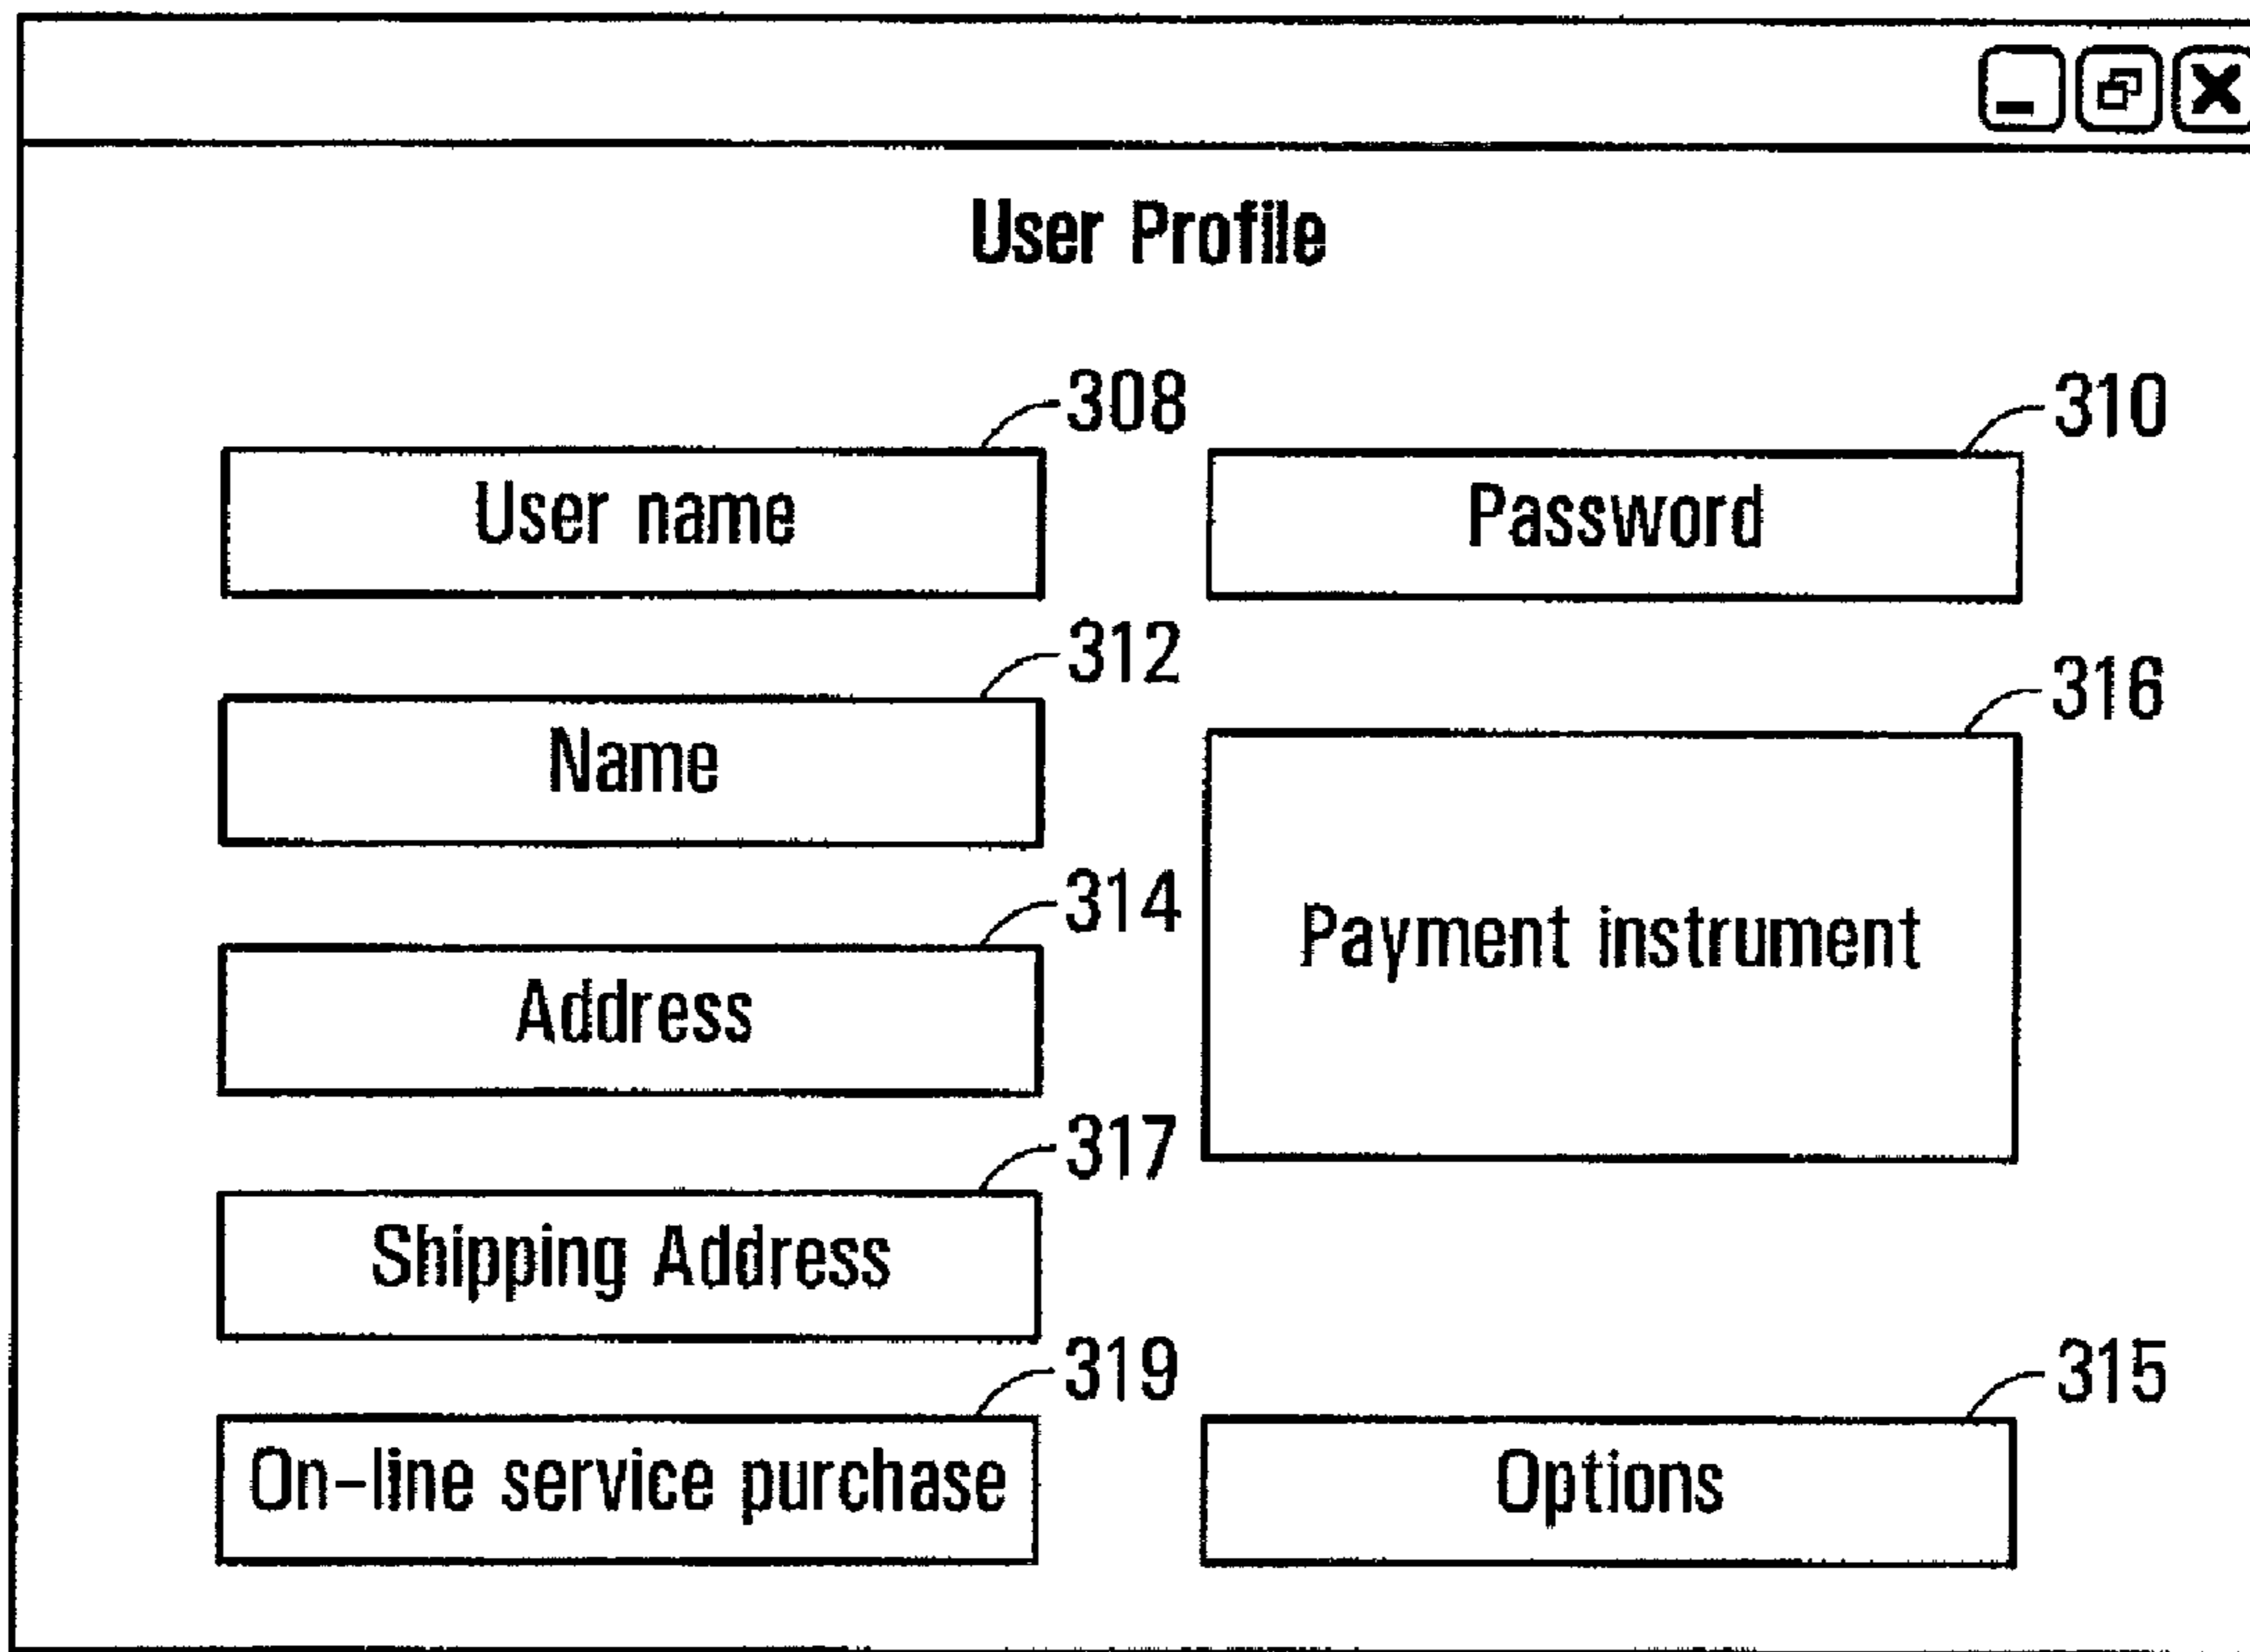 User Profile
308
310
User name
Password
312
316
Name
314
Payment instrument
Address
317
Shipping Address
319
315
On-line service purchase
Options